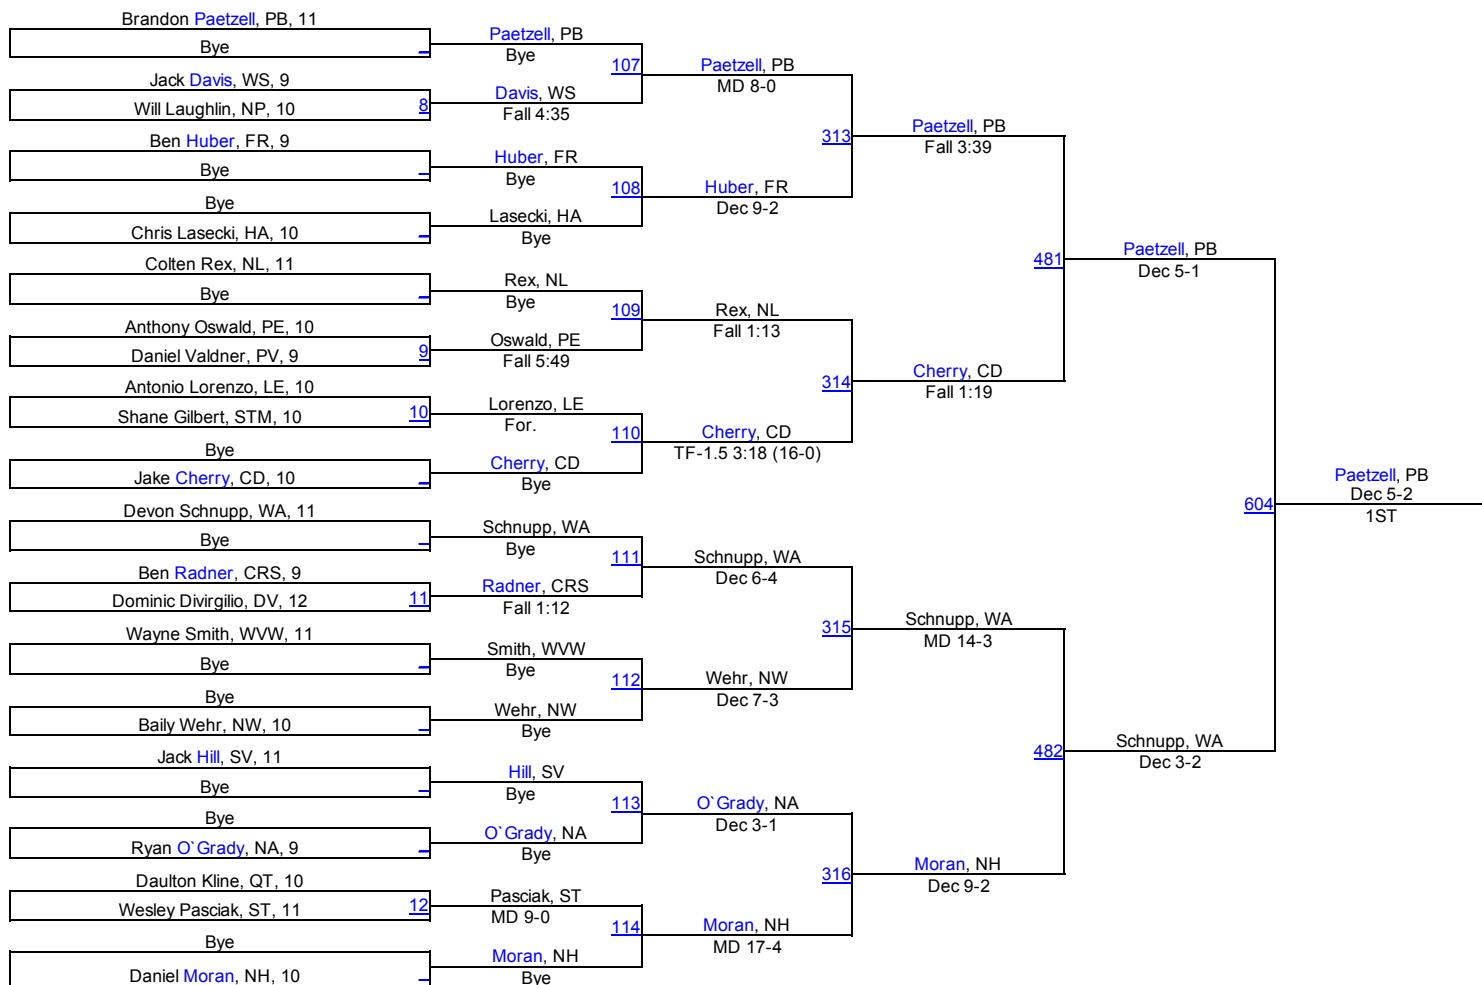 Brandon Paetzell, PB, 11
Bye
Jack Davis, WS, 9
Will Laughlin, NP, 10
8
Ben Huber, FR, 9
Bye
Bye
Chris Lasecki, HA, 10
Colten Rex, NL, 11
Bye
Anthony Oswald, PE, 10
Daniel Valdner, PV, 9
9
Antonio Lorenzo, LE, 10
Shane Gilbert, STM, 10
10
Bye
Jake Cherry, CD, 10
Devon Schnupp, WA, 11
Bye
Ben Radner, CRS, 9
Dominic Divirgilio, DV, 12
11
Wayne Smith, WVW, 11
Bye
Bye
Baily Wehr, NW, 10
Jack Hill, SV, 11
Bye
Bye
Ryan O`Grady, NA, 9
Daulton Kline, QT, 10
Wesley Pasciak, ST, 11
12
Bye
Daniel Moran, NH, 10
Paetzell, PB
Bye
107
Davis, WS
Fall 4:35
Huber, FR
Bye
108
Lasecki, HA
Bye
Rex, NL
Bye
109
Oswald, PE
Fall 5:49
Lorenzo, LE
For.
110
Cherry, CD
Bye
Schnupp, WA
Bye
111
Radner, CRS
Fall 1:12
Smith, WVW
Bye
112
Wehr, NW
Bye
Hill, SV
Bye
113
O`Grady, NA
Bye
Pasciak, ST
MD 9-0
114
Moran, NH
Bye
Paetzell, PB
MD 8-0
313
Huber, FR
Dec 9-2
Rex, NL
Fall 1:13
314
Cherry, CD
TF-1.5 3:18 (16-0)
Schnupp, WA
Dec 6-4
315
Wehr, NW
Dec 7-3
O`Grady, NA
Dec 3-1
316
Moran, NH
MD 17-4
Paetzell, PB
Fall 3:39
481
Cherry, CD
Fall 1:19
Schnupp, WA
MD 14-3
482
Moran, NH
Dec 9-2
Paetzell, PB
Dec 5-1
604
Schnupp, WA
Dec 3-2
Paetzell, PB
Dec 5-2
1ST